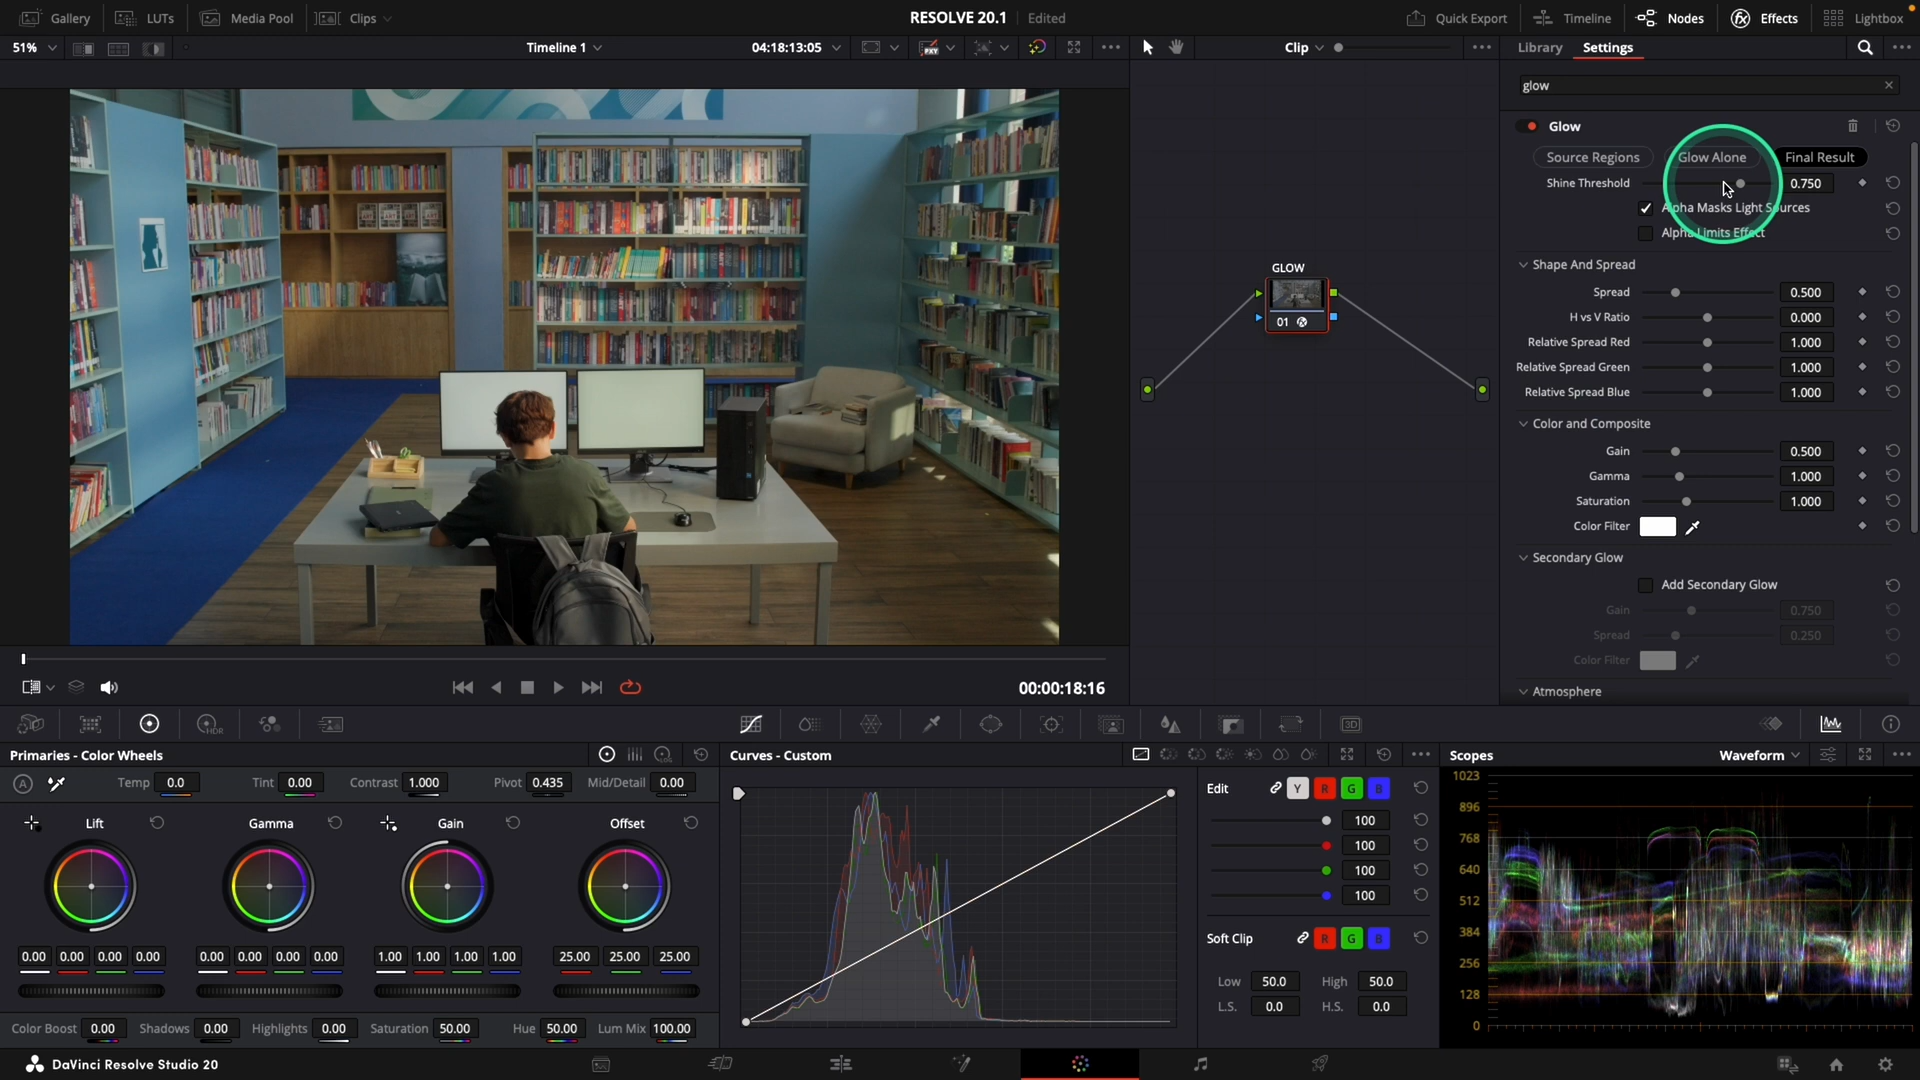 Gallery LUTs Media Pool Clips RESOLVE 20.1 Edited Quick Export Timeline Nodes Effects Lightbox
51% Timeline 1 04:18:13:05 Clip Library Settings
glow
Glow
Source Regions Glow Alone Final Result
Shine Threshold 0.750
Alpha Masks Light Sources
Alpha Limits Effect
Shape And Spread
Spread 0.500
H vs V Ratio 0.000
Relative Spread Red 1.000
Relative Spread Green 1.000
Relative Spread Blue 1.000
Color and Composite
Gain 0.500
Gamma 1.000
Saturation 1.000
Color Filter
Secondary Glow
Add Secondary Glow
Gain 0.750
Spread 0.250
Color Filter
Atmosphere
GLOW
01
00:00:18:16
Primaries - Color Wheels
Temp 0.0 Tint 0.00 Contrast 1.000 Pivot 0.435 Mid/Detail 0.00
Lift Gamma Gain Offset
0.00 0.00 0.00 0.00 0.00 0.00 0.00 0.00 1.00 1.00 1.00 1.00 25.00 25.00 25.00
Color Boost 0.00 Shadows 0.00 Highlights 0.00 Saturation 50.00 Hue 50.00 Lum Mix 100.00
Curves - Custom
Edit Y R G B
100
100
100
100
Soft Clip R G B
Low 50.0 High 50.0
L.S. 0.0 H.S. 0.0
Scopes Waveform
1023
896
768
640
512
384
256
128
0
DaVinci Resolve Studio 20